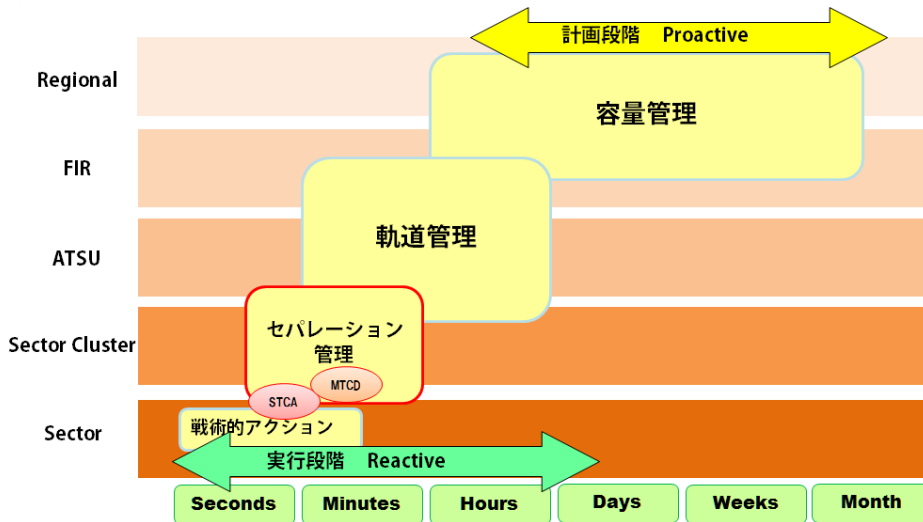 計画段階 Proactive
Regional
容量管理
FIR
軌道管理
ATSU
セパレーション
管理
Sector Cluster
MTCD
STCA
戦術的アクション
Sector
実行段階 Reactive
Seconds
Minutes
Hours
Days
Weeks
Month